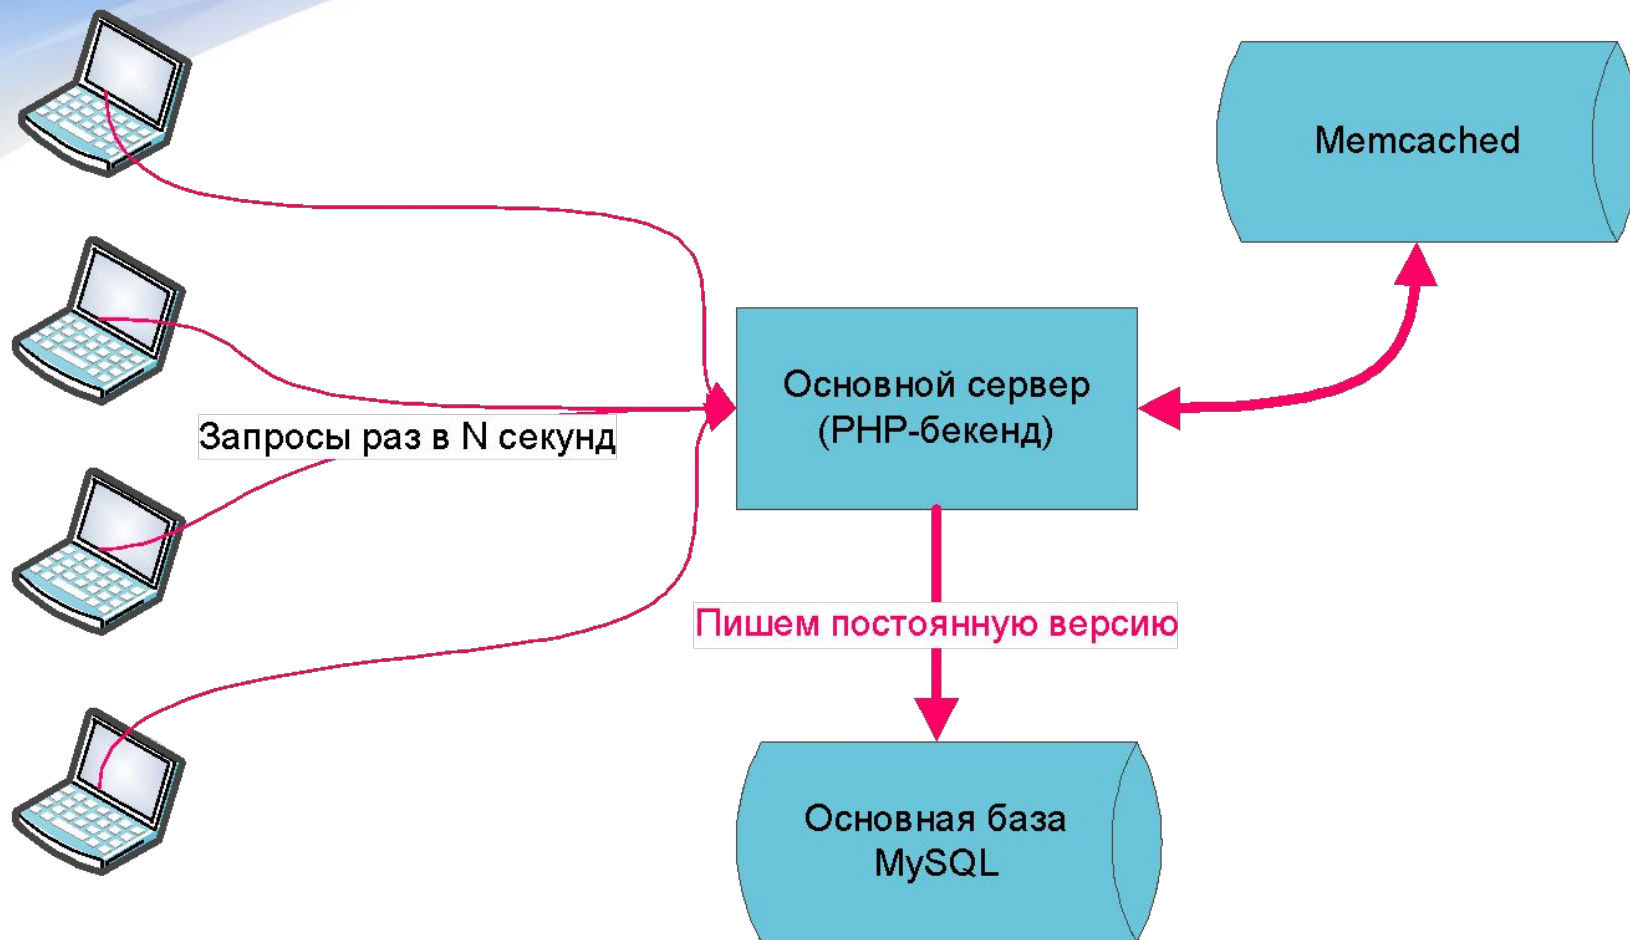 Memcached
Основной сервер
(PHP-бекенд)
Запросы раз в N секунд
Пишем постоянную версию
Основная база
MySQL